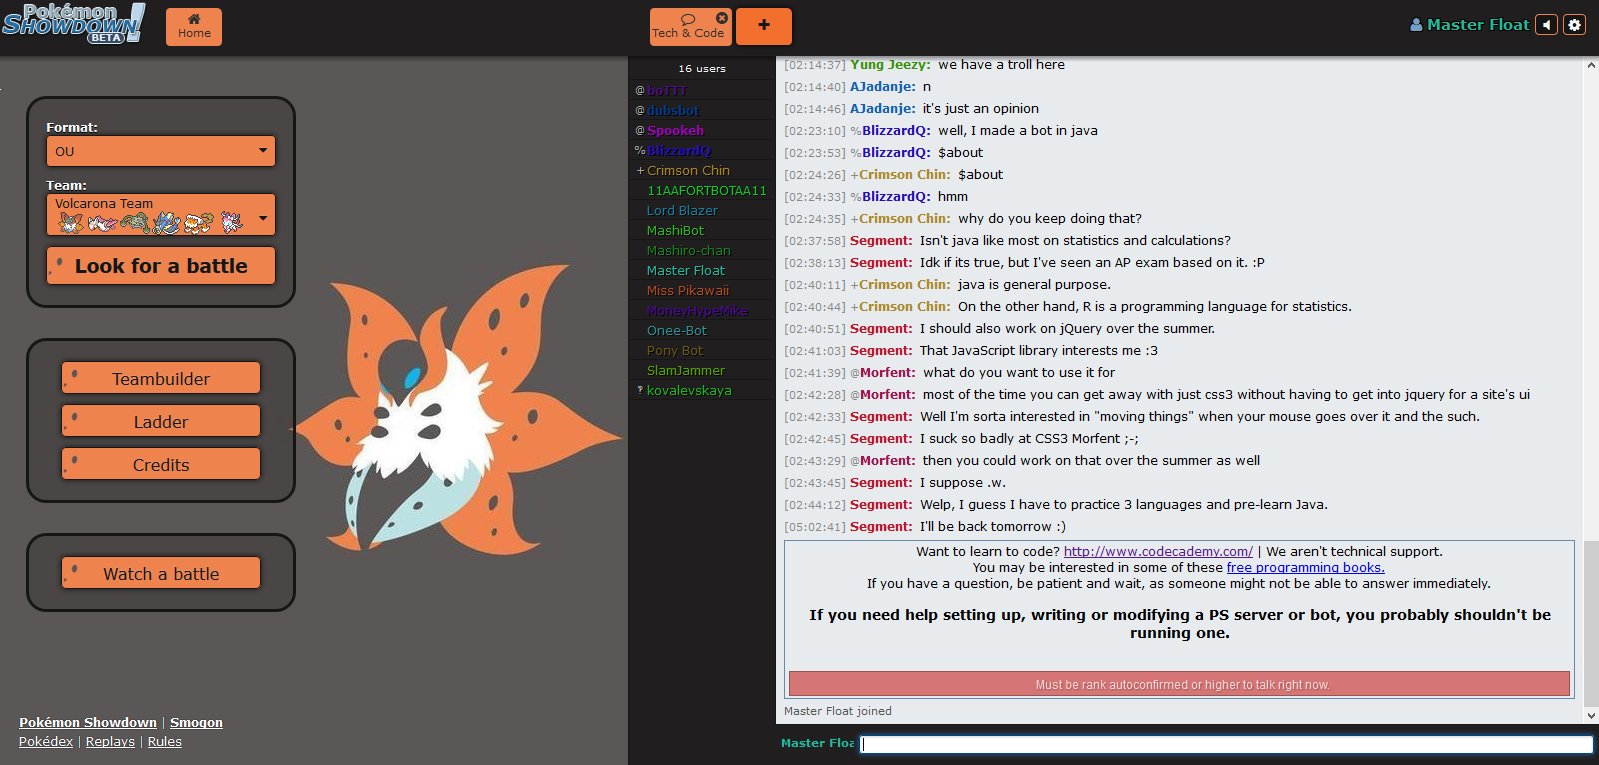 Pokémon
SHOWDOWN!
BETA
Home
Tech & Code
+
Master Float
Format:
OU
Team:
Volcarona Team
Look for a battle
Teambuilder
Ladder
Credits
Watch a battle
Pokémon Showdown | Smogon
Pokédex | Replays | Rules
16 users
@boTTT
@dubsbot
@Spookeh
%BlizzardQ
+Crimson Chin
11AAFORTBOTAA11
Lord Blazer
MashiBot
Mashiro-chan
Master Float
Miss Pikawaii
MoneyHypeMike
Onee-Bot
Pony Bot
SlamJammer
‽kovalevskaya
[02:14:37] Yung Jeezy: we have a troll here
[02:14:40] AJadanje: n
[02:14:46] AJadanje: it's just an opinion
[02:23:10] %BlizzardQ: well, I made a bot in java
[02:23:53] %BlizzardQ: $about
[02:24:26] +Crimson Chin: $about
[02:24:33] %BlizzardQ: hmm
[02:24:35] +Crimson Chin: why do you keep doing that?
[02:37:58] Segment: Isn't java like most on statistics and calculations?
[02:38:13] Segment: Idk if its true, but I've seen an AP exam based on it. :P
[02:40:11] +Crimson Chin: java is general purpose.
[02:40:44] +Crimson Chin: On the other hand, R is a programming language for statistics.
[02:40:51] Segment: I should also work on jQuery over the summer.
[02:41:03] Segment: That JavaScript library interests me :3
[02:41:39] @Morfent: what do you want to use it for
[02:42:28] @Morfent: most of the time you can get away with just css3 without having to get into jquery for a site's ui
[02:42:33] Segment: Well I'm sorta interested in "moving things" when your mouse goes over it and the such.
[02:42:45] Segment: I suck so badly at CSS3 Morfent ;-;
[02:43:29] @Morfent: then you could work on that over the summer as well
[02:43:45] Segment: I suppose .w.
[02:44:12] Segment: Welp, I guess I have to practice 3 languages and pre-learn Java.
[05:02:41] Segment: I'll be back tomorrow :)
Want to learn to code? http://www.codecademy.com/ | We aren't technical support.
You may be interested in some of these free programming books.
If you have a question, be patient and wait, as someone might not be able to answer immediately.
If you need help setting up, writing or modifying a PS server or bot, you probably shouldn't be
running one.
Must be rank autoconfirmed or higher to talk right now.
Master Float joined
Master Floa